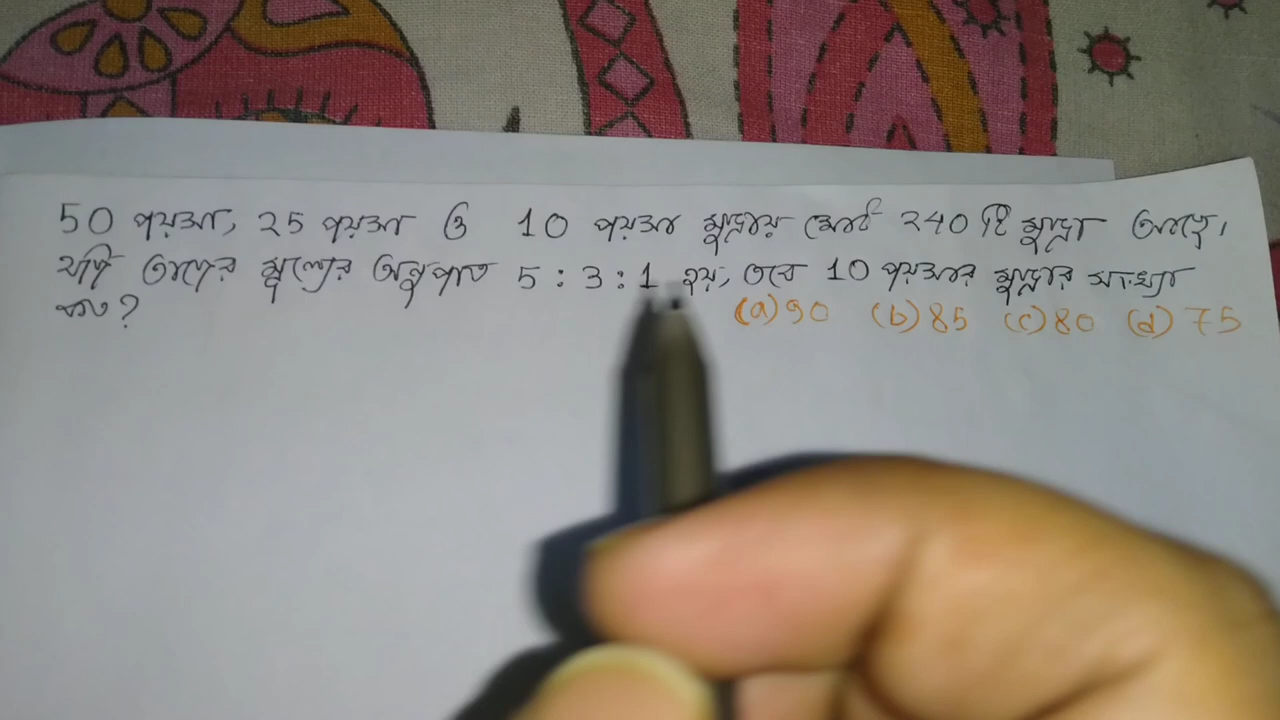 50 পয়সা, 25 পয়সা ও 10 পয়সা মুদ্রায় মোট 240 টি মুদ্রা আছে,
যদি তাদের মূল্যের অনুপাত 5 : 3 : 1 হয়, তবে 10 পয়সার মুদ্রার সংখ্যা
কত? (a) 90 (b) 85 (c) 80 (d) 75